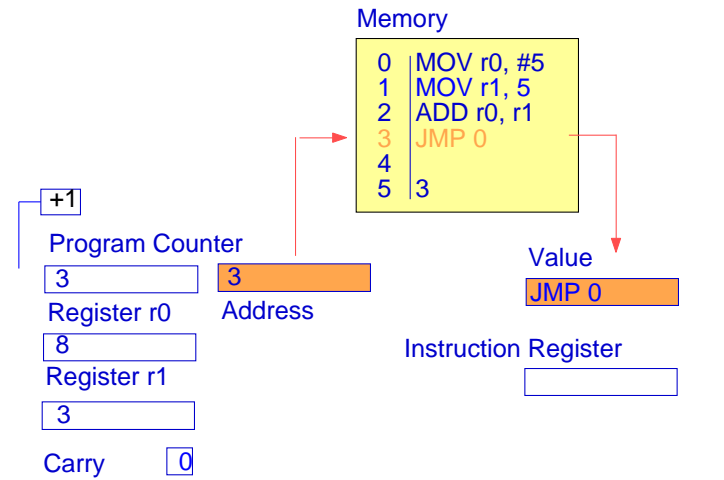 Memory
0 MOV r0, #5
1 MOV r1, 5
2 ADD r0, r1
3 JMP 0
4
5 3
+1
Program Counter
3
3
Address
Value
JMP 0
Register r0
8
Instruction Register
Register r1
3
Carry 0